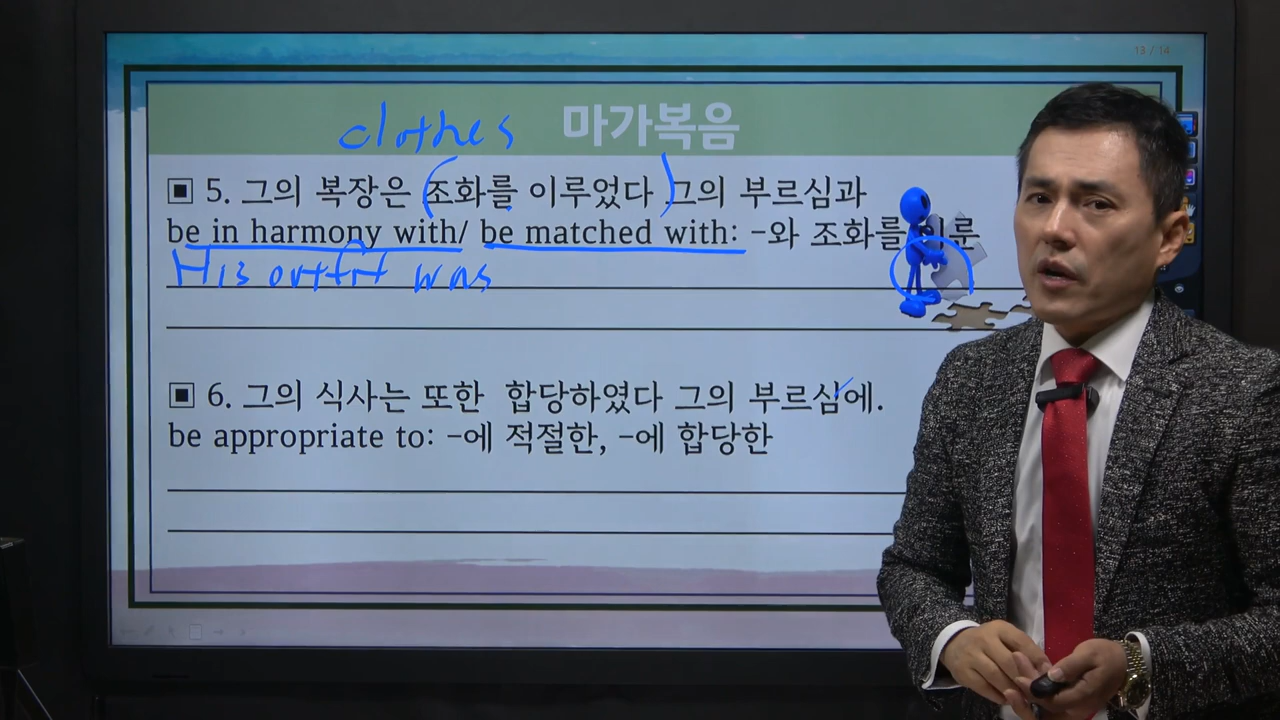 13 / 14
clothes 마가복음
▣ 5. 그의 복장은 (조화를 이루었다) 그의 부르심과
be in harmony with/ be matched with: -와 조화를 이룬
His outfit was
▣ 6. 그의 식사는 또한 합당하였다 그의 부르심에.
be appropriate to: -에 적절한, -에 합당한